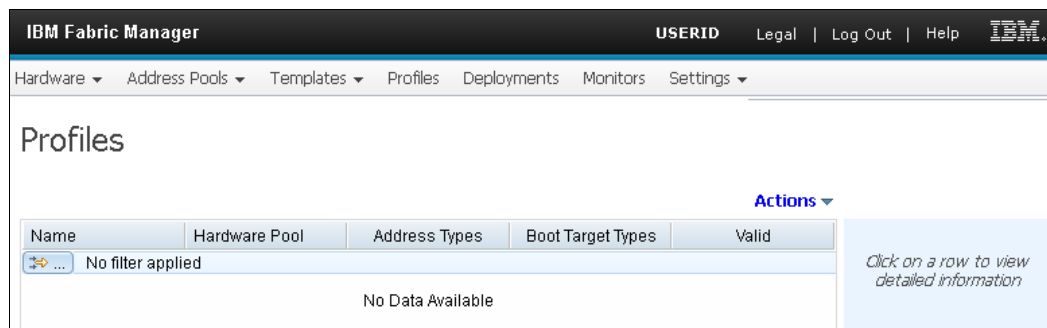 IBM Fabric Manager USERID Legal | Log Out | Help IBM.
Hardware Address Pools Templates Profiles Deployments Monitors Settings
Profiles
Actions
Name Hardware Pool Address Types Boot Target Types Valid
... No filter applied
No Data Available
Click on a row to view
detailed information